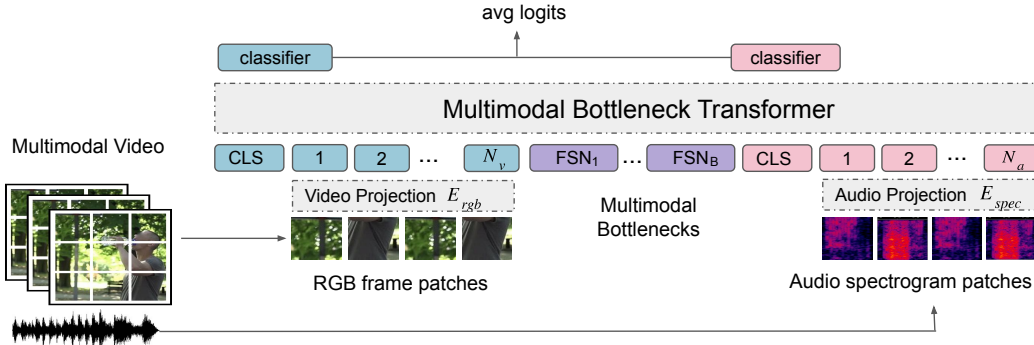 avg logits
classifier classifier
Multimodal Bottleneck Transformer
Multimodal Video
CLS 1 2 ... N_v FSN_1 ... FSN_B CLS 1 2 ... N_a
Video Projection E_rgb
Audio Projection E_spec
Multimodal
Bottlenecks
RGB frame patches
Audio spectrogram patches